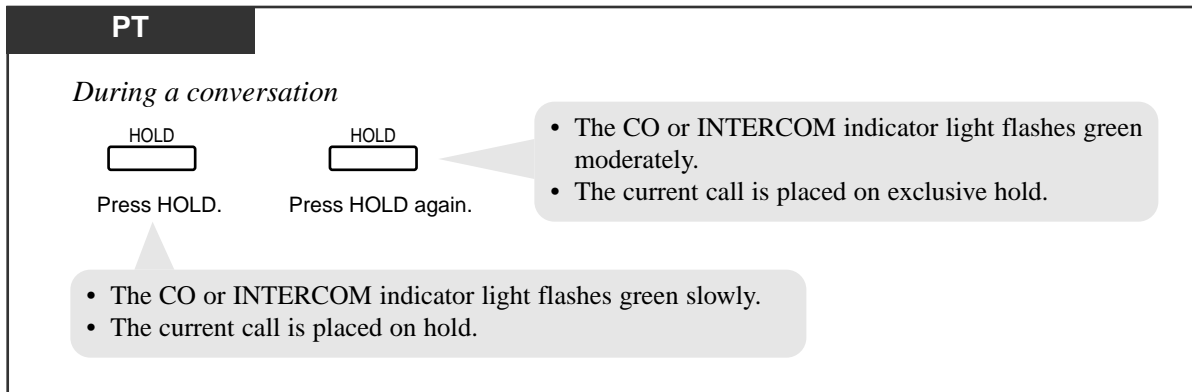 PT
During a conversation
HOLD
HOLD
Press HOLD.
Press HOLD again.
• The CO or INTERCOM indicator light flashes green
moderately.
• The current call is placed on exclusive hold.
• The CO or INTERCOM indicator light flashes green slowly.
• The current call is placed on hold.